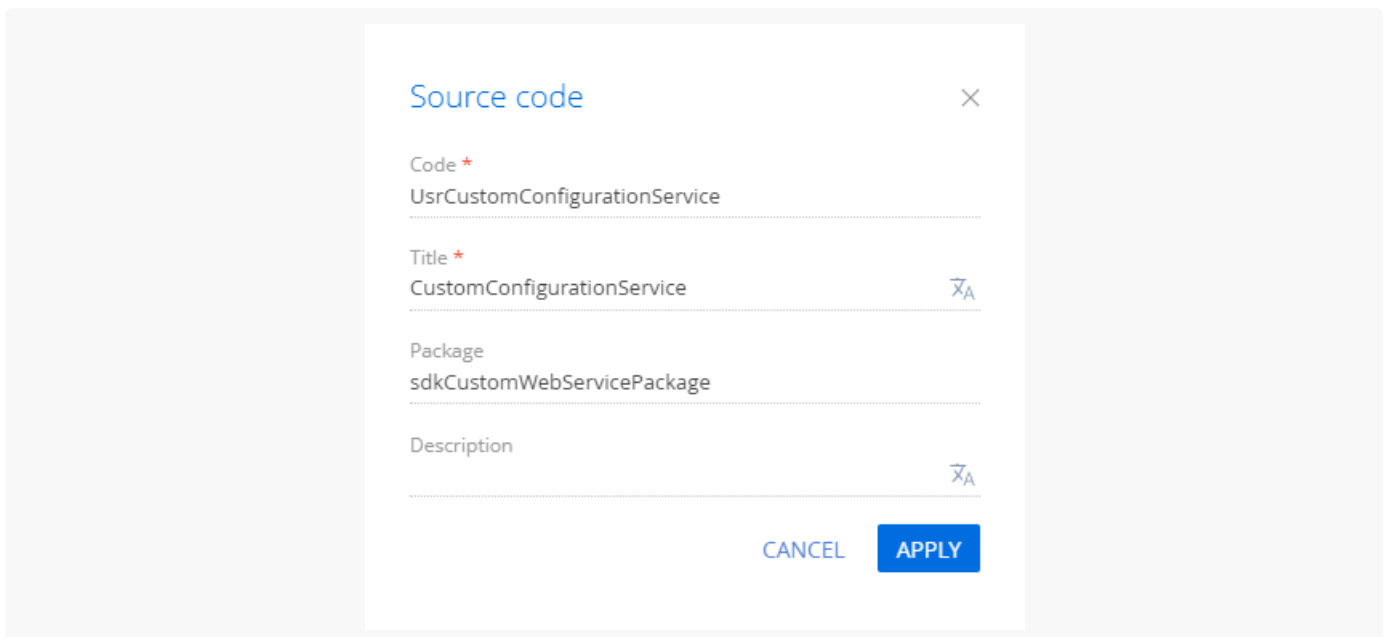 Source code
Code *
UsrCustomConfigurationService
Title *
CustomConfigurationService
Package
sdkCustomWebServicePackage
Description
CANCEL APPLY